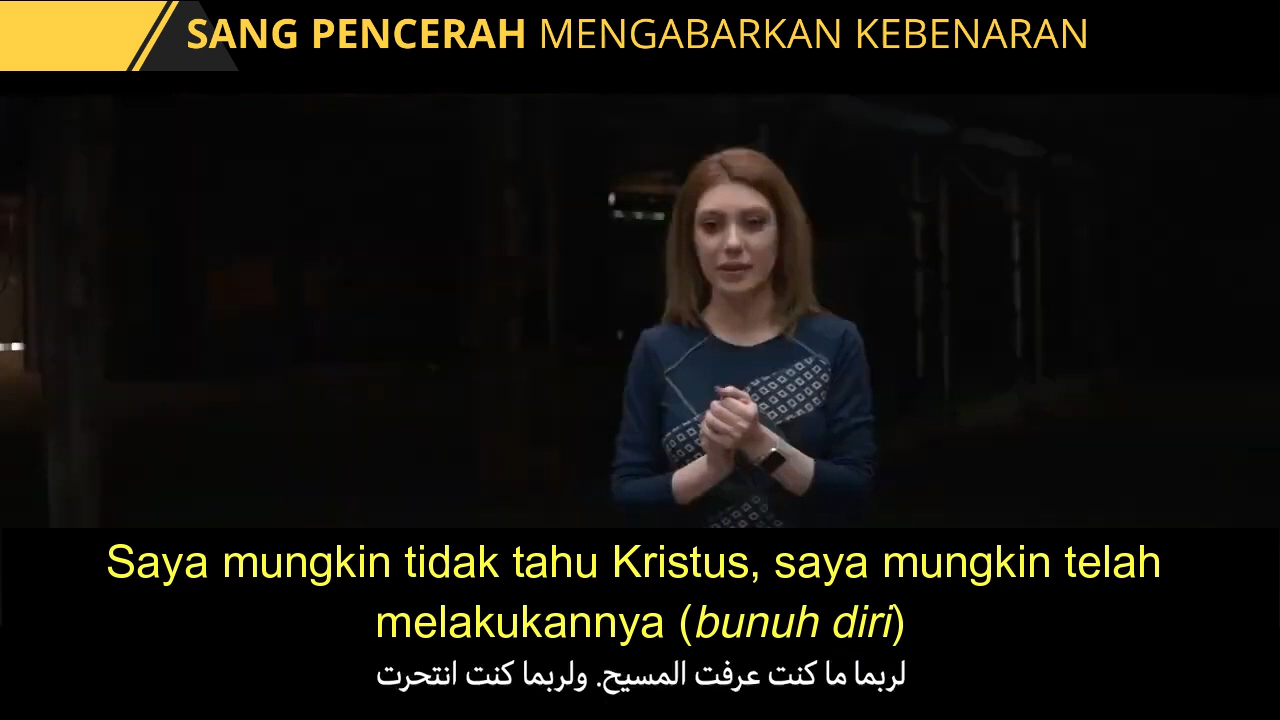 SANG PENCERAH MENGABARKAN KEBENARAN
Saya mungkin tidak tahu Kristus, saya mungkin telah
melakukannya (bunuh diri)
لربما ما كنت عرفت المسيح. ولربما كنت انتحرت